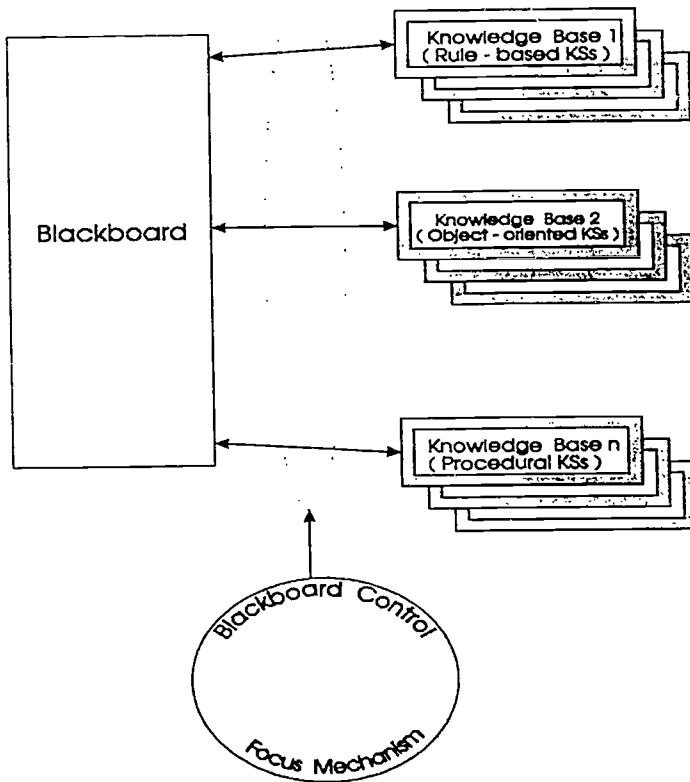 Knowledge Base 1
( Rule - based KSs )
Blackboard
Knowledge Base 2
( Object - oriented KSs )
Knowledge Base n
( Procedural KSs )
Blackboard Control
Focus Mechanism